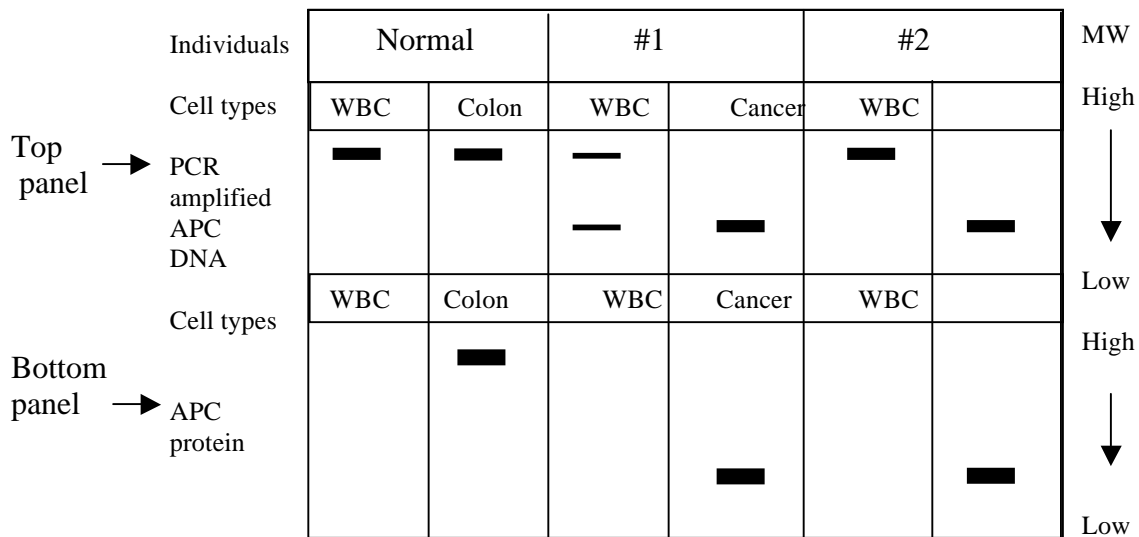 Individuals Normal #1 #2 MW
Cell types WBC Colon WBC Cancer WBC High
Top
panel
PCR
amplified
APC
DNA
Low
Cell types WBC Colon WBC Cancer WBC
High
Bottom
panel
APC
protein
Low